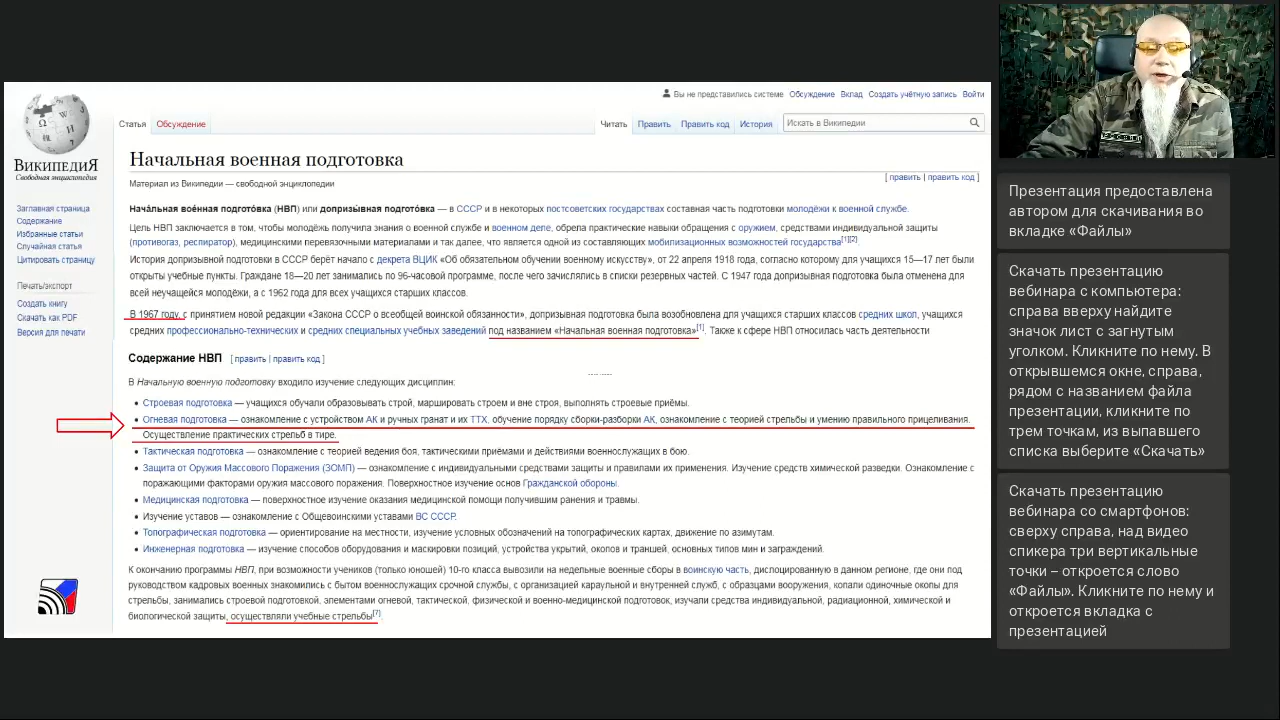 Вы не представились системе Обсуждение Вклад Создать учётную запись Войти
Статья Обсуждение Читать Править Править код История Искать в Википедии
ВикипедиЯ
Свободная энциклопедия
Заглавная страница
Содержание
Избранные статьи
Случайная статья
Цитировать страницу
Печать/экспорт
Создать книгу
Скачать как PDF
Версия для печати
Начальная военная подготовка
[ править | править код ]
Материал из Википедии — свободной энциклопедии
Нача́льная вое́нная подгото́вка (НВП) или допризы́вная подгото́вка — в СССР и в некоторых постсоветских государствах составная часть подготовки молодёжи к военной службе.
Цель НВП заключается в том, чтобы молодёжь получила знания о военной службе и военном деле, обрела практические навыки обращения с оружием, средствами индивидуальной защиты
(противогаз, респиратор), медицинскими перевязочными материалами и так далее, что является одной из составляющих мобилизационных возможностей государства[1][2]
История допризывной подготовки в СССР берёт начало с декрета ВЦИК «Об обязательном обучении военному искусству», от 22 апреля 1918 года, согласно которому для учащихся 15—17 лет были
открыты учебные пункты. Граждане 18—20 лет занимались по 96-часовой программе, после чего зачислялись в списки резервных частей. С 1947 года допризывная подготовка была отменена для
всей неучащейся молодёжи, а с 1962 года для всех учащихся старших классов.
В 1967 году, с принятием новой редакции «Закона СССР о всеобщей воинской обязанности», допризывная подготовка была возобновлена для учащихся старших классов средних школ, учащихся
средних профессионально-технических и средних специальных учебных заведений под названием «Начальная военная подготовка»[1]. Также к сфере НВП относилась часть деятельности
Содержание НВП [ править | править код ]
В Начальную военную подготовку входило изучение следующих дисциплин:
• Строевая подготовка — учащихся обучали образовывать строй, маршировать строем и вне строя, выполнять строевые приёмы.
• Огневая подготовка — ознакомление с устройством АК и ручных гранат и их ТТХ, обучение порядку сборки-разборки АК, ознакомление с теорией стрельбы и умению правильного прицеливания.
Осуществление практических стрельб в тире.
• Тактическая подготовка — ознакомление с теорией ведения боя, тактическими приёмами и действиями военнослужащих в бою.
• Защита от Оружия Массового Поражения (ЗОМП) — ознакомление с индивидуальными средствами защиты и правилами их применения. Изучение средств химической разведки. Ознакомление с
поражающими факторами оружия массового поражения. Поверхностное изучение основ Гражданской обороны.
• Медицинская подготовка — поверхностное изучение оказания медицинской помощи получившим ранения и травмы.
• Изучение уставов — ознакомление с Общевоинскими уставами ВС СССР.
• Топографическая подготовка — ориентирование на местности, изучение условных обозначений на топографических картах, движение по азимутам.
• Инженерная подготовка — изучение способов оборудования и маскировки позиций, устройства укрытий, окопов и траншей, основных типов мин и заграждений.
К окончанию программы НВП, при возможности учеников (только юношей) 10-го класса вывозили на недельные военные сборы в воинскую часть, диспоцированную в данном регионе, где они под
руководством кадровых военных знакомились с бытом военнослужащих срочной службы, с организацией караульной и внутренней служб, с образцами вооружения, копали одиночные окопы для
стрельбы, занимались строевой подготовкой, элементами огневой, тактической, физической и военно-медицинской подготовок, изучали средства индивидуальной, радиационной, химической и
биологической защиты, осуществляли учебные стрельбы[7].
Презентация предоставлена
автором для скачивания во
вкладке «Файлы»
Скачать презентацию
вебинара с компьютера:
справа вверху найдите
значок лист с загнутым
уголком. Кликните по нему. В
открывшемся окне, справа,
рядом с названием файла
презентации, кликните по
трем точкам, из выпавшего
списка выберите «Скачать»
Скачать презентацию
вебинара со смартфонов:
сверху справа, над видео
спикера три вертикальные
точки – откроется слово
«Файлы». Кликните по нему и
откроется вкладка с
презентацией